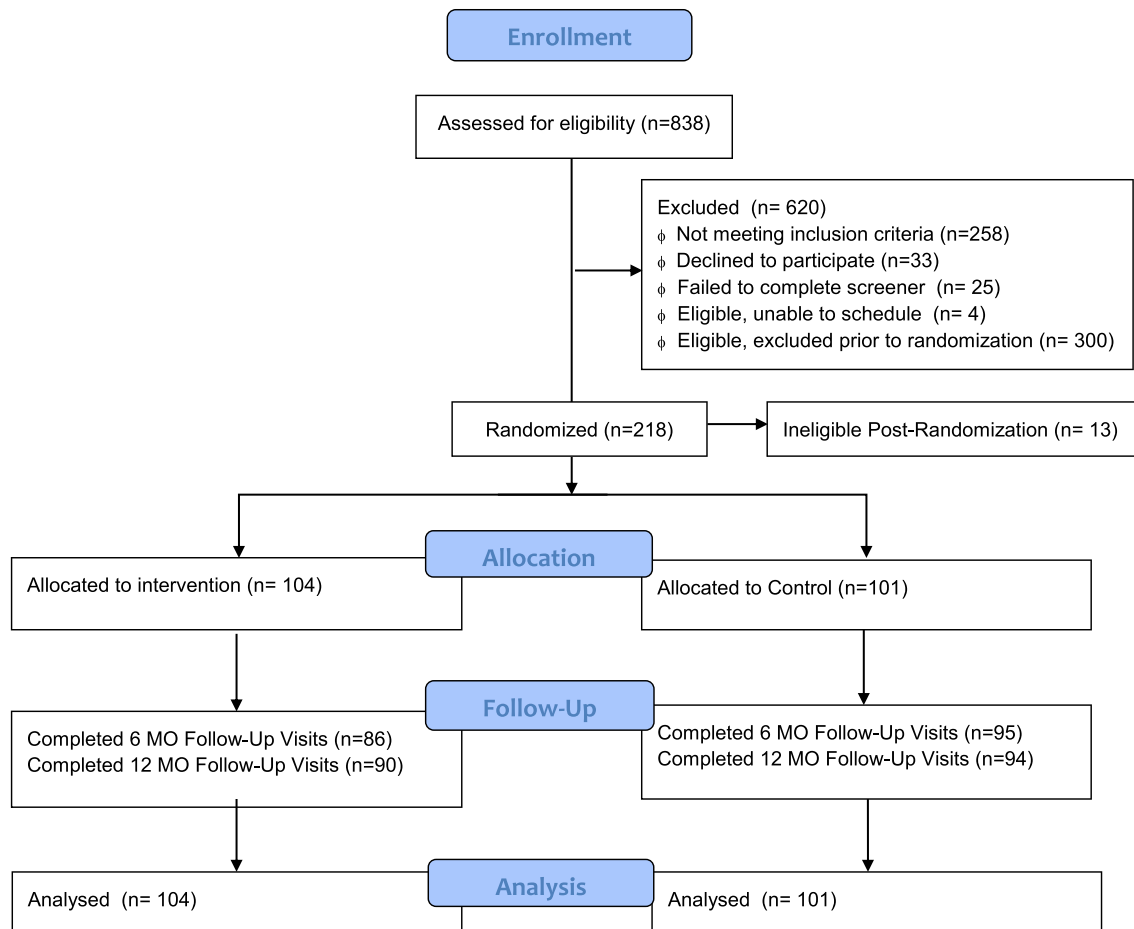 Enrollment
Assessed for eligibility (n=838)
Excluded  (n= 620)
ϕ Not meeting inclusion criteria (n=258)
ϕ Declined to participate (n=33)
ϕ Failed to complete screener  (n= 25)
ϕ Eligible, unable to schedule  (n= 4)
ϕ Eligible, excluded prior to randomization (n= 300)
Randomized (n=218)
Ineligible Post-Randomization (n= 13)
Allocation
Allocated to intervention (n= 104)
Allocated to Control (n=101)
Follow-Up
Completed 6 MO Follow-Up Visits (n=86)
Completed 12 MO Follow-Up Visits (n=90)
Completed 6 MO Follow-Up Visits (n=95)
Completed 12 MO Follow-Up Visits (n=94)
Analysis
Analysed  (n= 104)
Analysed  (n= 101)